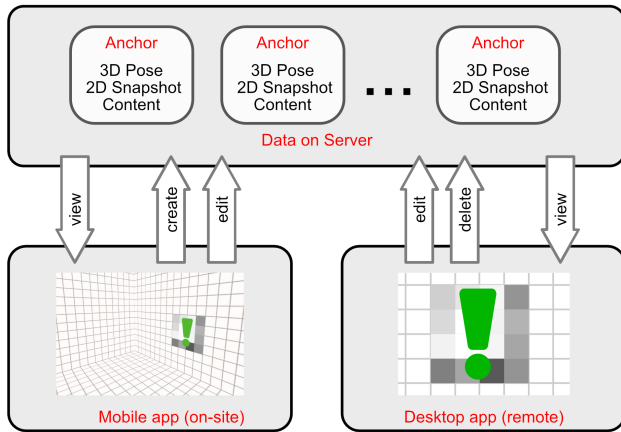 Anchor
3D Pose
2D Snapshot
Content
Anchor
3D Pose
2D Snapshot
Content
...
Anchor
3D Pose
2D Snapshot
Content
Data on Server
view
create
edit
edit
delete
view
!
!
Mobile app (on-site)
Desktop app (remote)